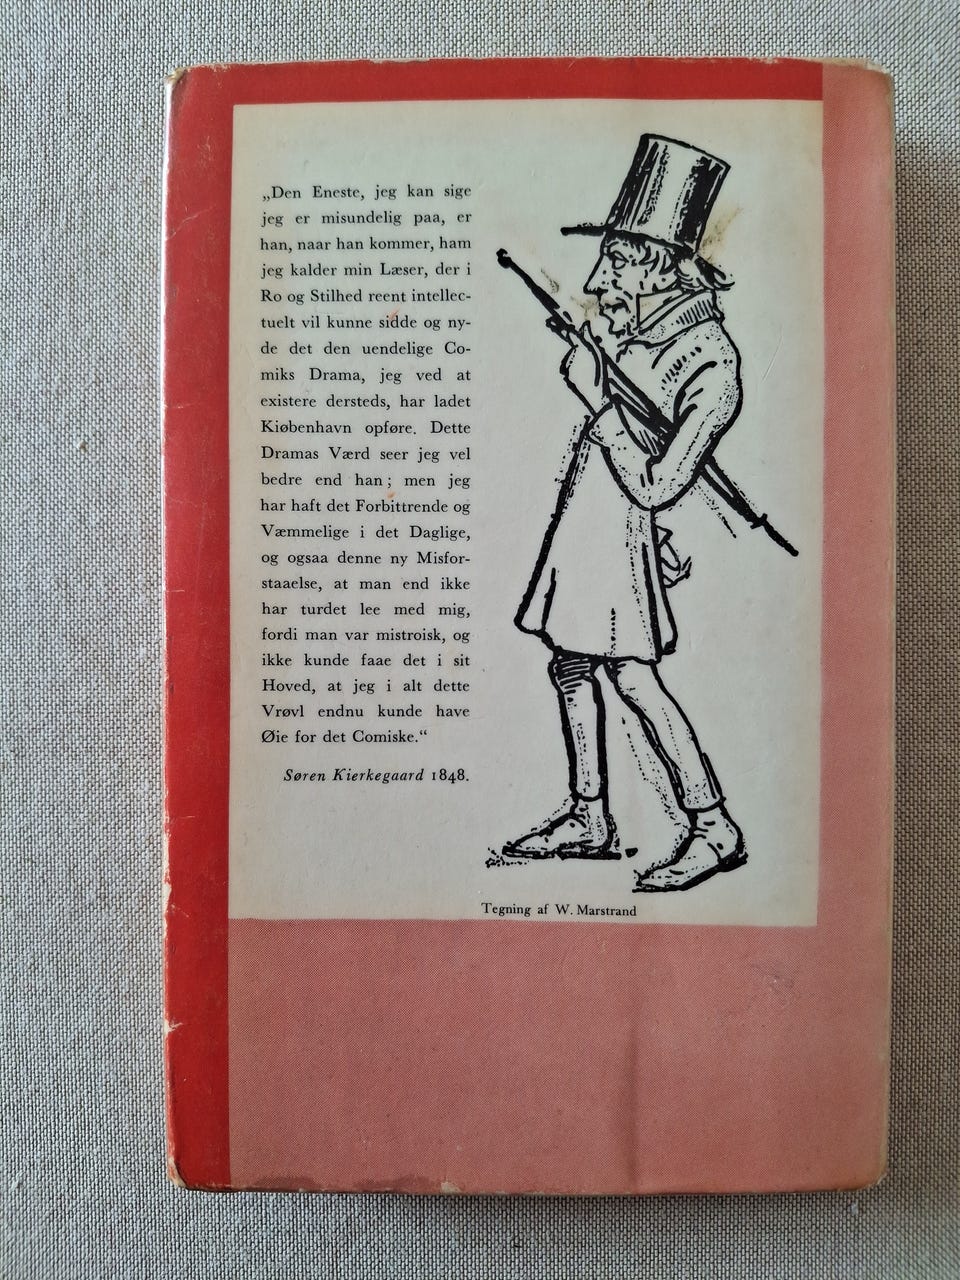 „Den Eneste, jeg kan sige
jeg er misundelig paa, er
han, naar han kommer, ham
jeg kalder min Læser, der i
Ro og Stilhed reent intellec-
tuelt vil kunne sidde og ny-
de det den uendelige Co-
miks Drama, jeg ved at
existere dersteds, har ladet
Kiøbenhavn opføre. Dette
Dramas Værd seer jeg vel
bedre end han; men jeg
har haft det Forbittrende og
Væmmelige i det Daglige,
og ogsaa denne ny Misfor-
staaelse, at man end ikke
har turdet lee med mig,
fordi man var mistroisk, og
ikke kunde faae det i sit
Hoved, at jeg i alt dette
Vrøvl endnu kunde have
Øie for det Comiske.“
Søren Kierkegaard 1848.
Tegning af W. Marstrand